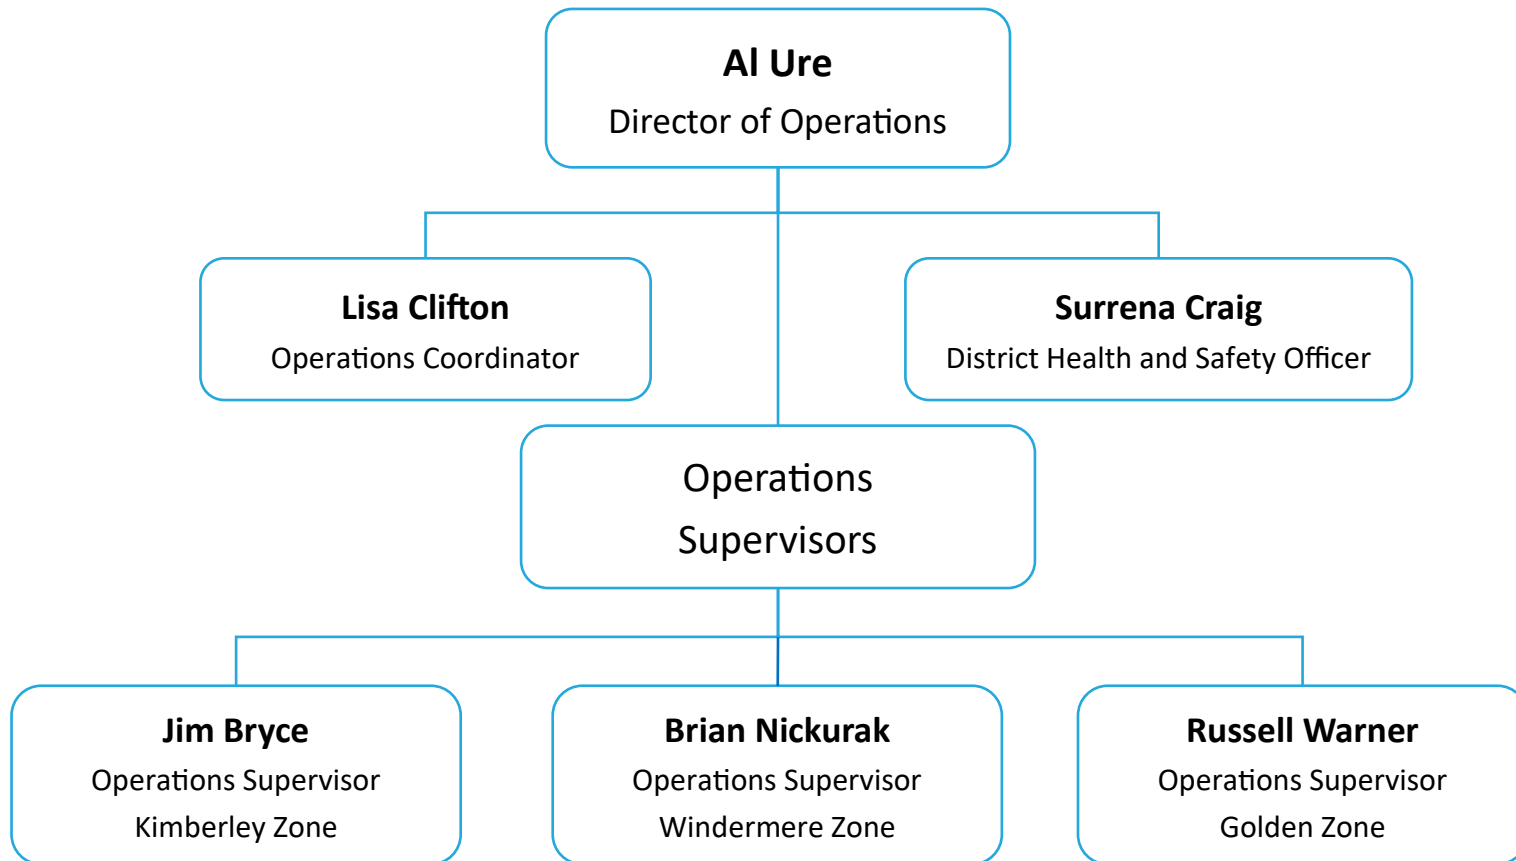 Al Ure
Director of Operations
Lisa Clifton
Operations Coordinator
Surrena Craig
District Health and Safety Officer
Operations
Supervisors
Jim Bryce
Operations Supervisor
Kimberley Zone
Brian Nickurak
Operations Supervisor
Windermere Zone
Russell Warner
Operations Supervisor
Golden Zone